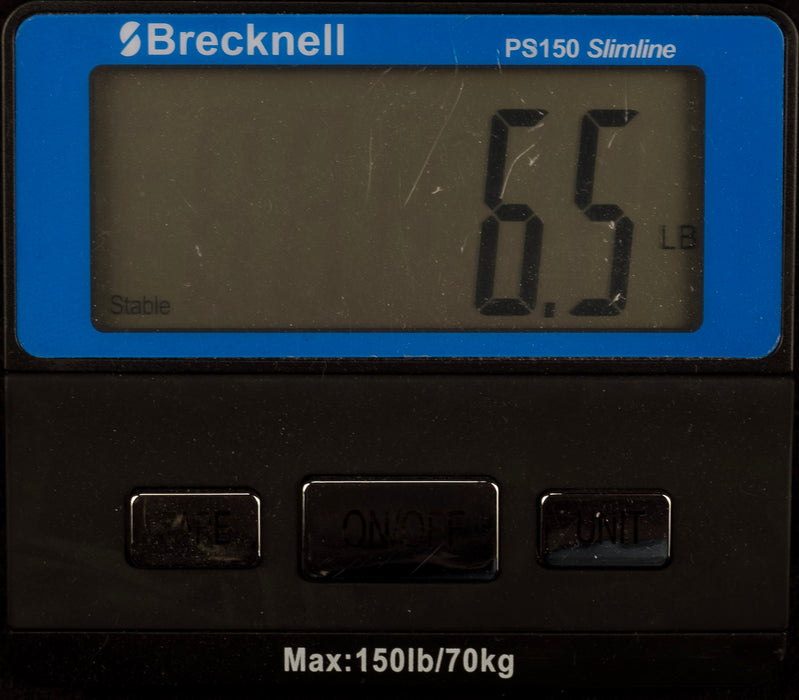 Brecknell
PS150 Slimline
6.5
LB
Stable
TARE
ON/OFF
UNIT
Max:150lb/70kg